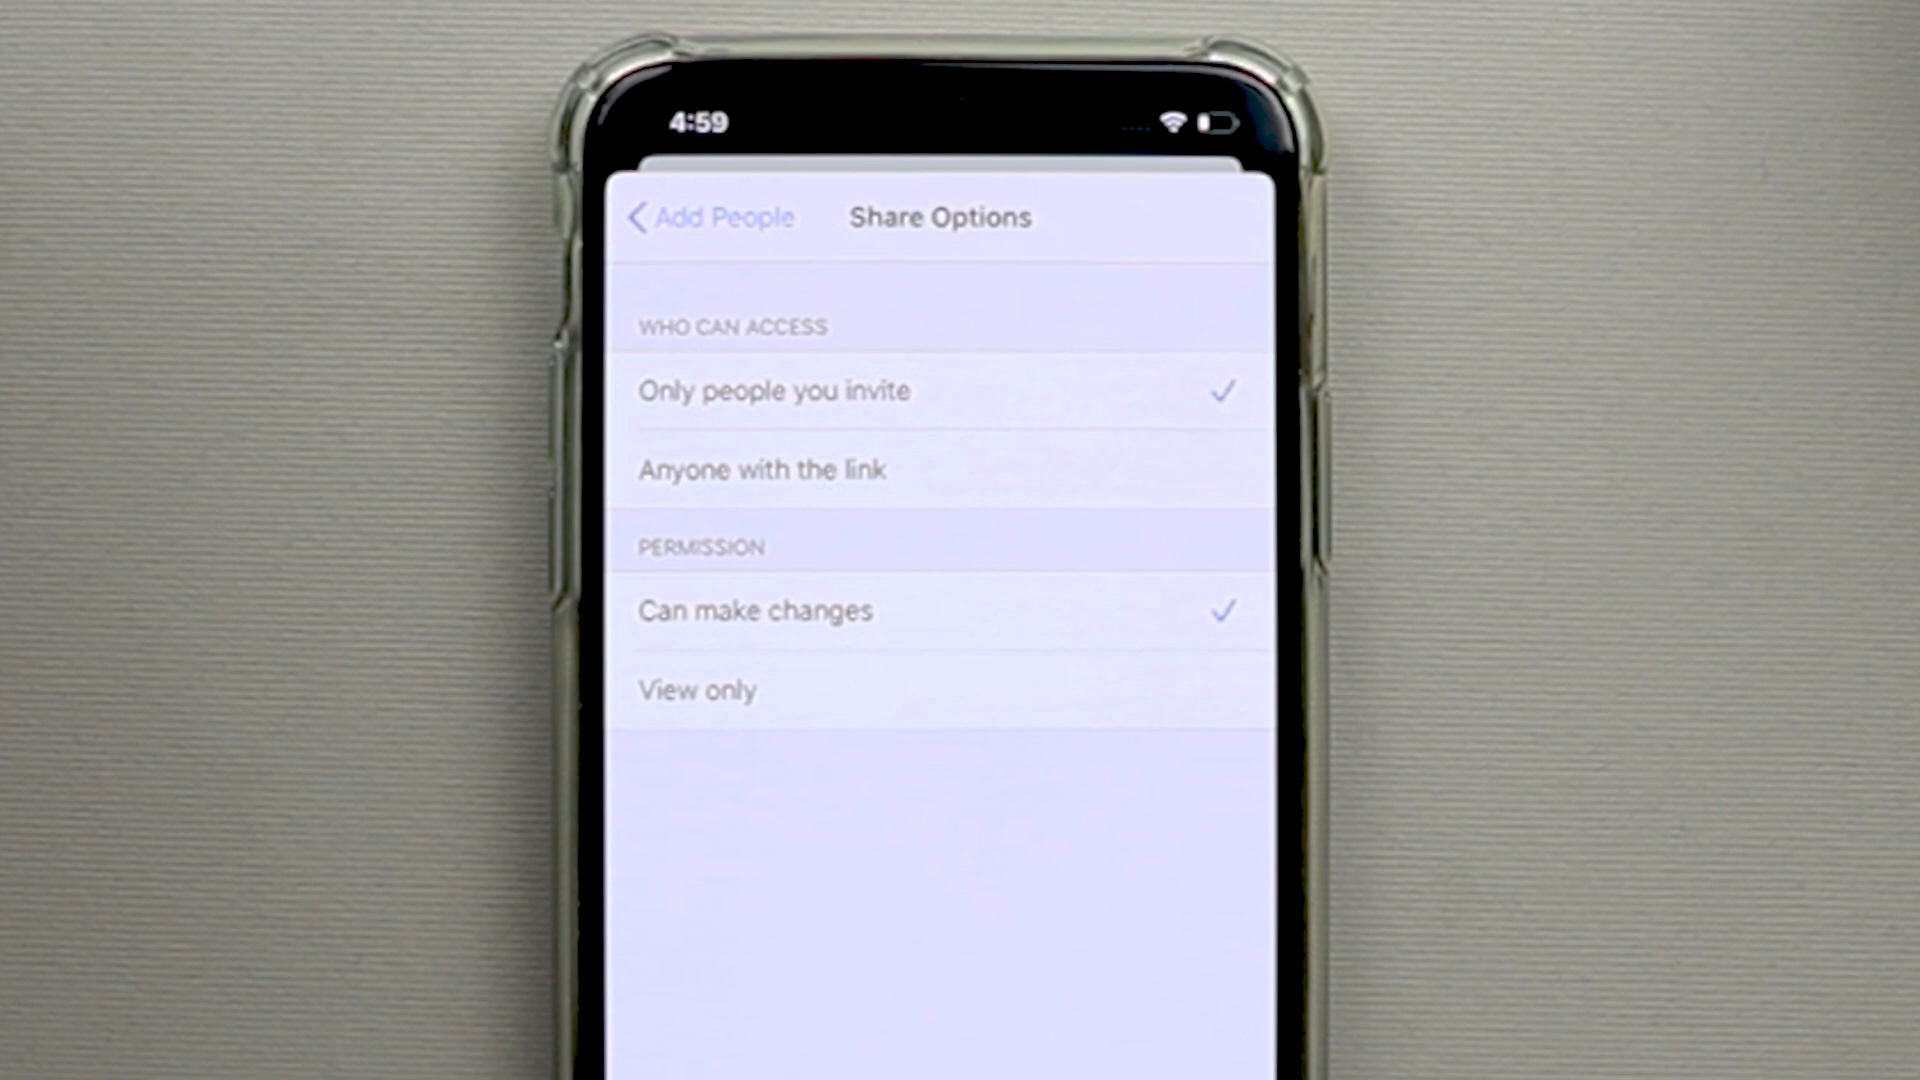 4:59
Add People
Share Options
WHO CAN ACCESS
Only people you invite
Anyone with the link
PERMISSION
Can make changes
View only